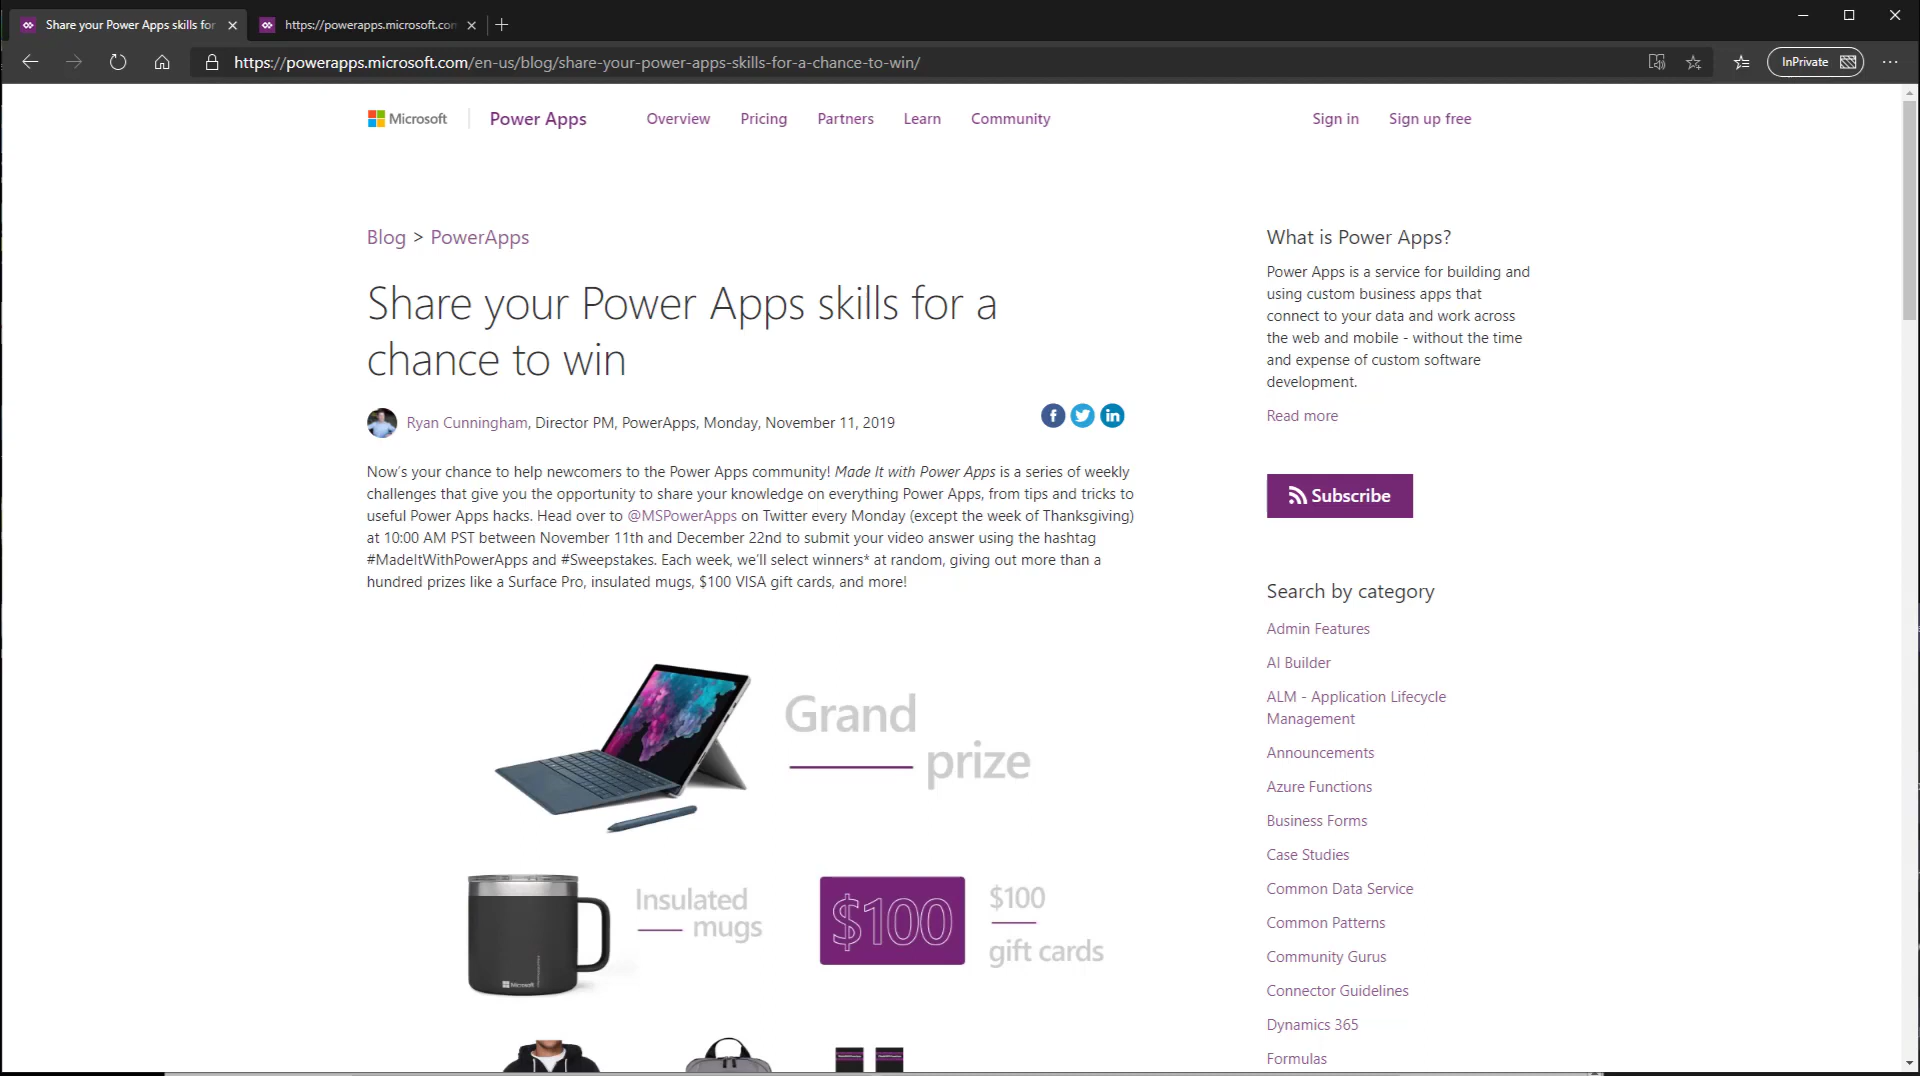 Share your Power Apps skills for
https://powerapps.microsoft.com
https://powerapps.microsoft.com/en-us/blog/share-your-power-apps-skills-for-a-chance-to-win/
InPrivate
Microsoft
Power Apps
Overview
Pricing
Partners
Learn
Community
Sign in
Sign up free
Blog > PowerApps
Share your Power Apps skills for a
chance to win
Ryan Cunningham, Director PM, PowerApps, Monday, November 11, 2019
Now's your chance to help newcomers to the Power Apps community! Made It with Power Apps is a series of weekly
challenges that give you the opportunity to share your knowledge on everything Power Apps, from tips and tricks to
useful Power Apps hacks. Head over to @MSPowerApps on Twitter every Monday (except the week of Thanksgiving)
at 10:00 AM PST between November 11th and December 22nd to submit your video answer using the hashtag
#MadeItWithPowerApps and #Sweepstakes. Each week, we'll select winners* at random, giving out more than a
hundred prizes like a Surface Pro, insulated mugs, $100 VISA gift cards, and more!
Grand
prize
Microsoft
Insulated
mugs
$100
$100
gift cards
What is Power Apps?
Power Apps is a service for building and
using custom business apps that
connect to your data and work across
the web and mobile - without the time
and expense of custom software
development.
Read more
Subscribe
Search by category
Admin Features
AI Builder
ALM - Application Lifecycle
Management
Announcements
Azure Functions
Business Forms
Case Studies
Common Data Service
Common Patterns
Community Gurus
Connector Guidelines
Dynamics 365
Formulas